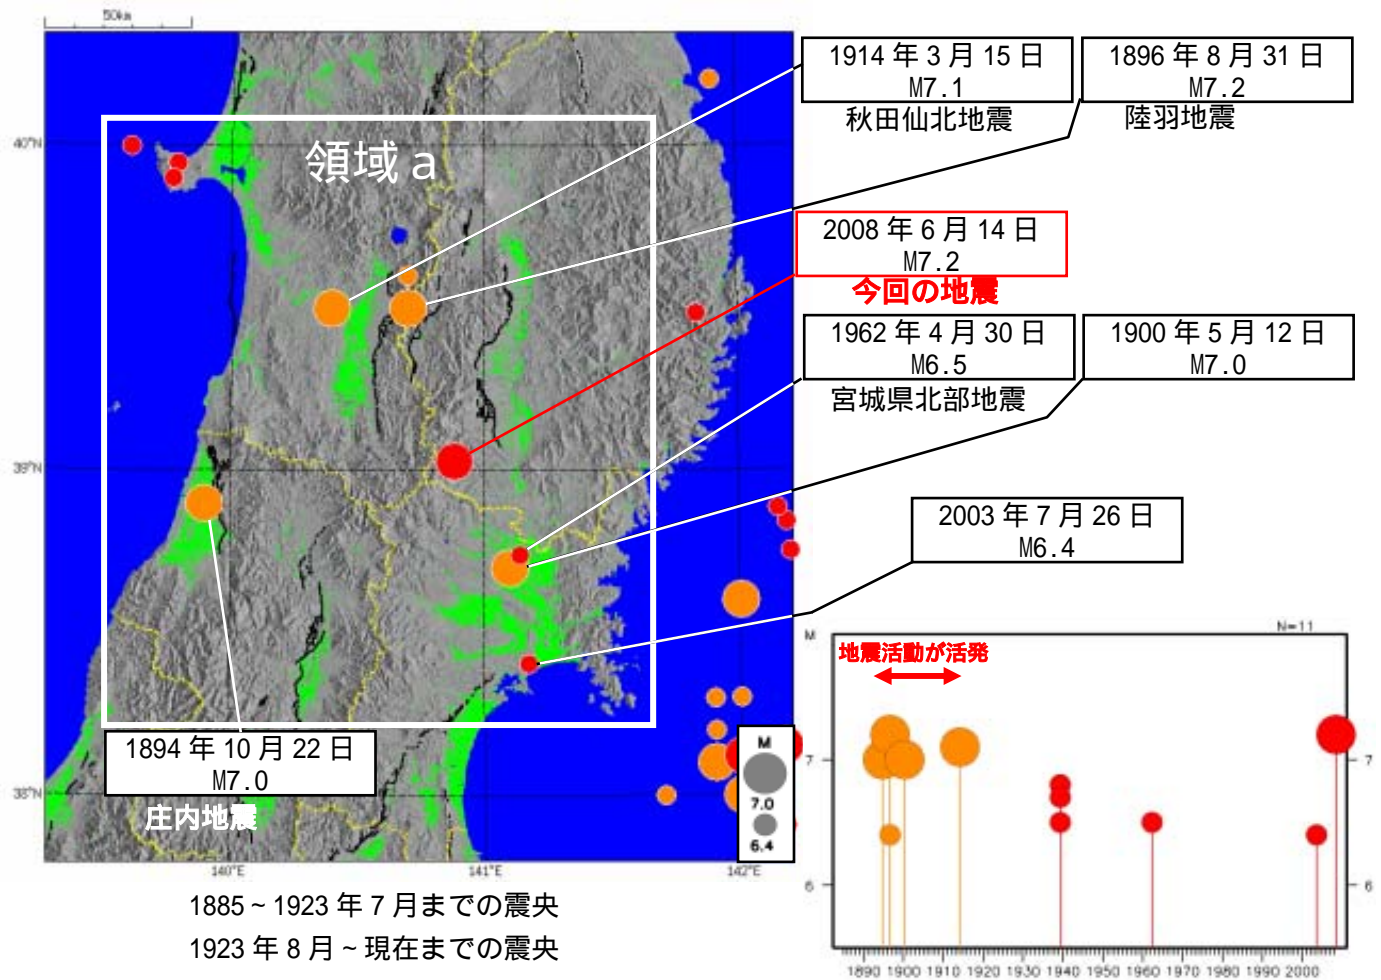 50km
1914 年 3 月 15 日
M7.1
秋田仙北地震
1896 年 8 月 31 日
M7.2
陸羽地震
40°N
領域 a
2008 年 6 月 14 日
M7.2
今回の地震
1962 年 4 月 30 日
M6.5
宮城県北部地震
1900 年 5 月 12 日
M7.0
39°N
2003 年 7 月 26 日
M6.4
1894 年 10 月 22 日
M7.0
庄内地震
38°N
M
7.0
6.4
140°E
141°E
142°E
M
N=11
地震活動が活発
7
7
6
6
1890 1900 1910 1920 1930 1940 1950 1960 1970 1980 1990 2000
1885 ~ 1923 年 7 月までの震央
1923 年 8 月 ~ 現在までの震央